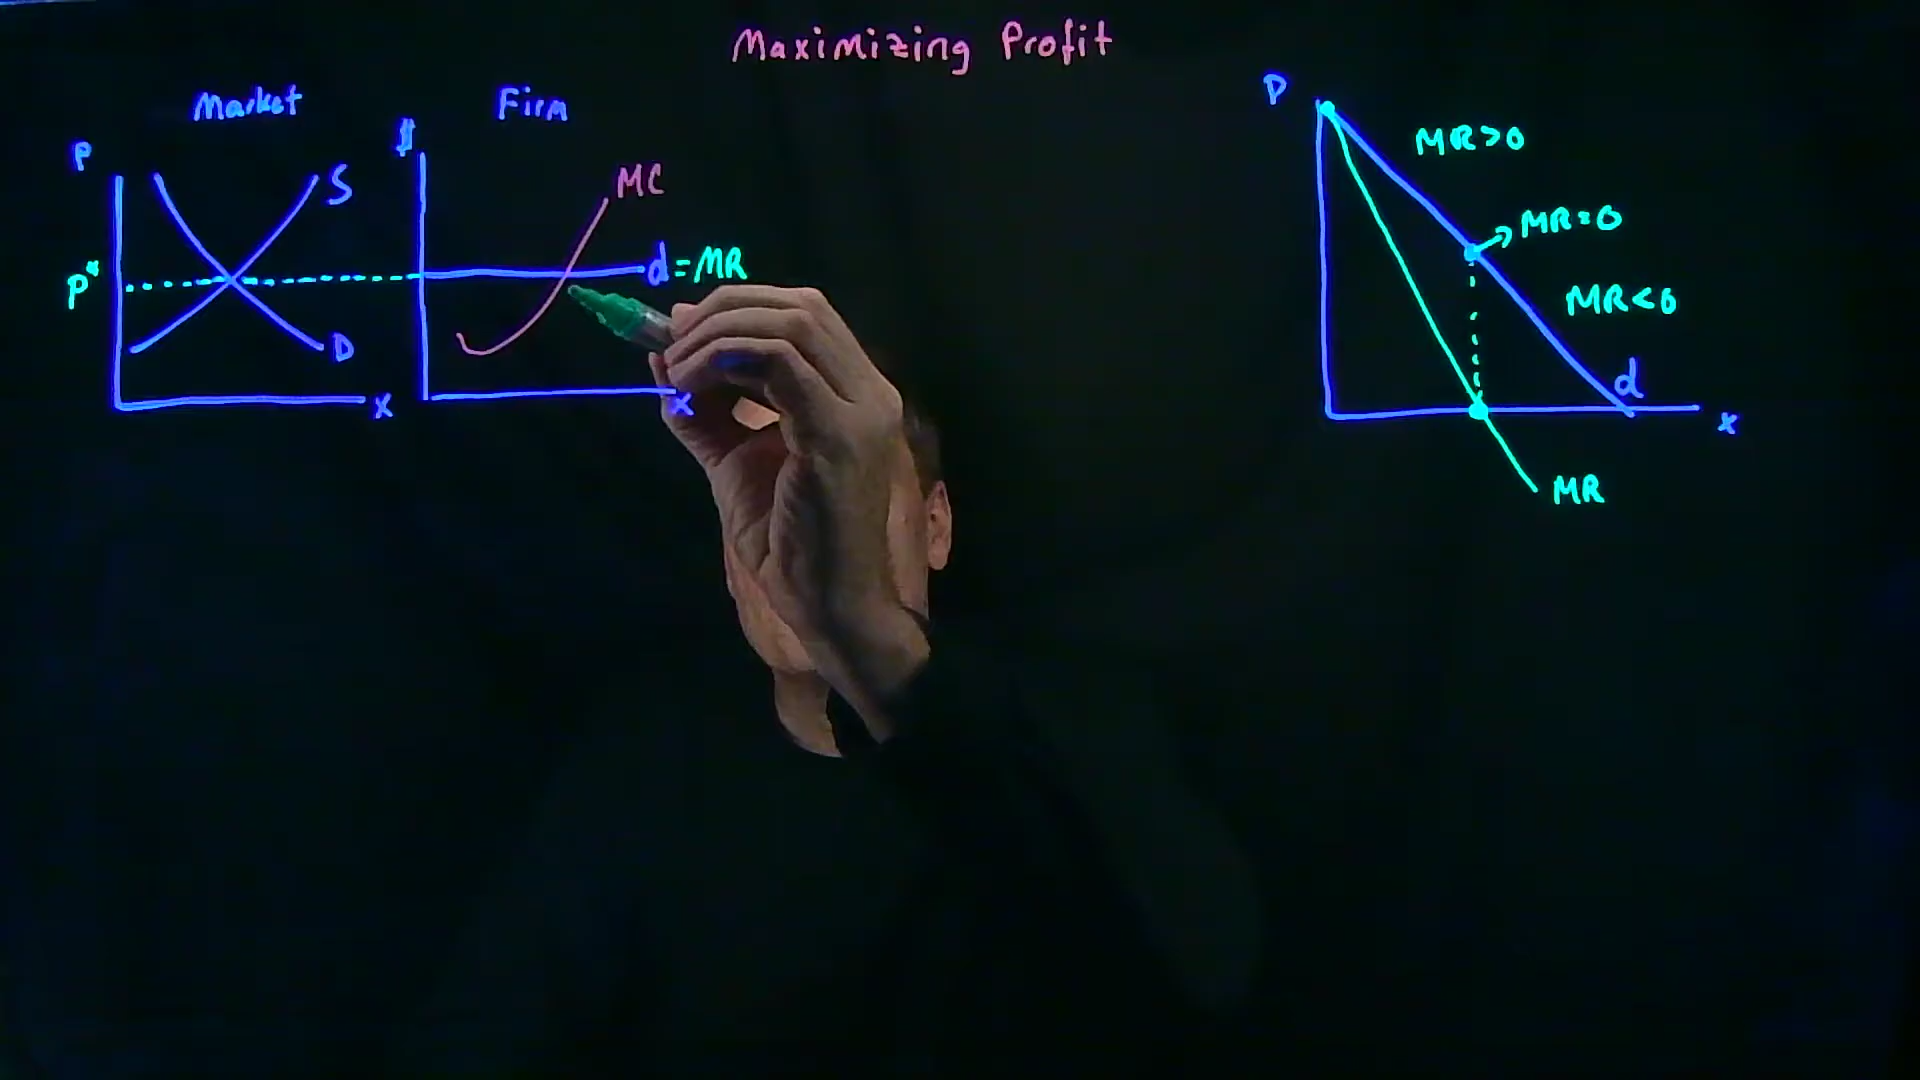 Maximizing Profit
Market
Firm
P
$
S
MC
P*
d = MR
D
x
x
P
MR>0
MR=0
MR<0
d
x
MR